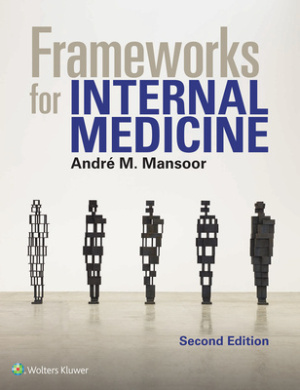 Frameworks
for INTERNAL
MEDICINE
André M. Mansoor
Second Edition
Wolters Kluwer